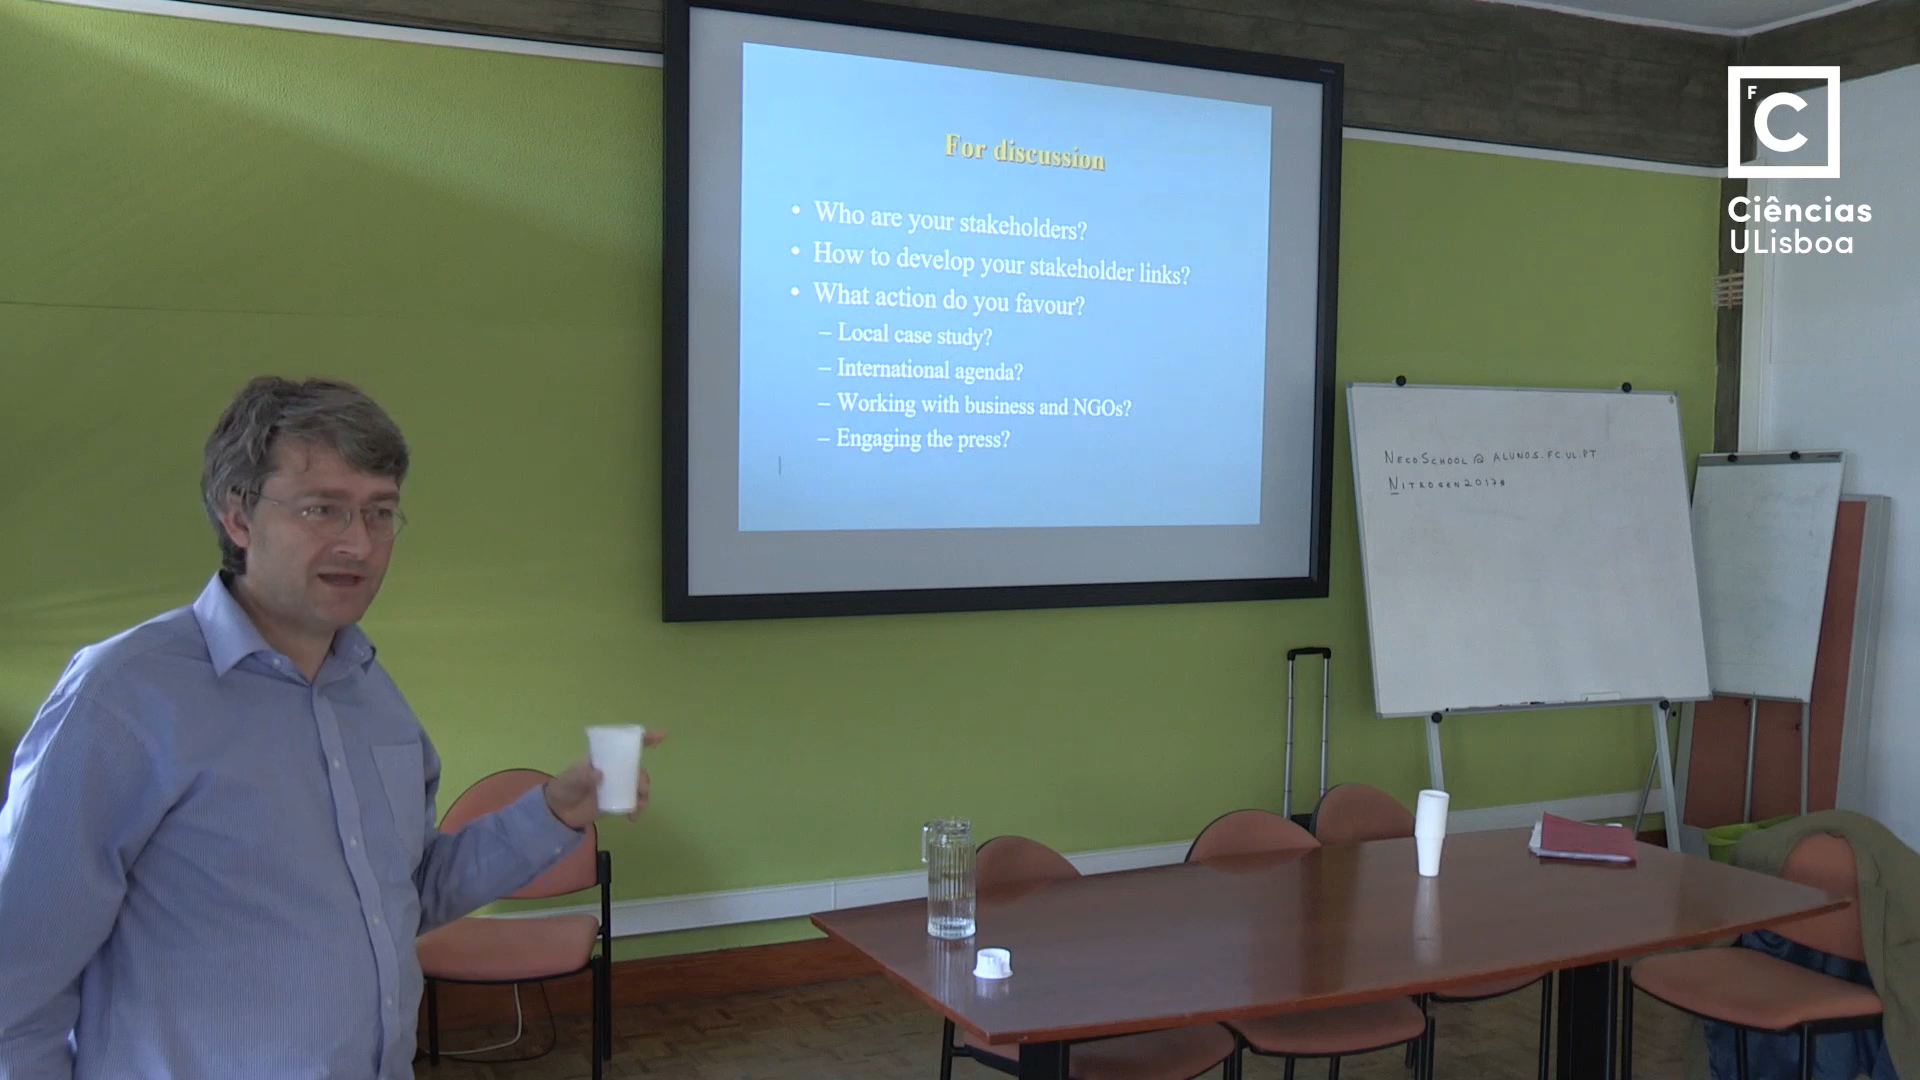 For discussion
• Who are your stakeholders?
• How to develop your stakeholder links?
• What action do you favour?
– Local case study?
– International agenda?
– Working with business and NGOs?
– Engaging the press?
NECOSCHOOL@ALUNOS.FC.UL.PT
F
C
Ciências
ULisboa